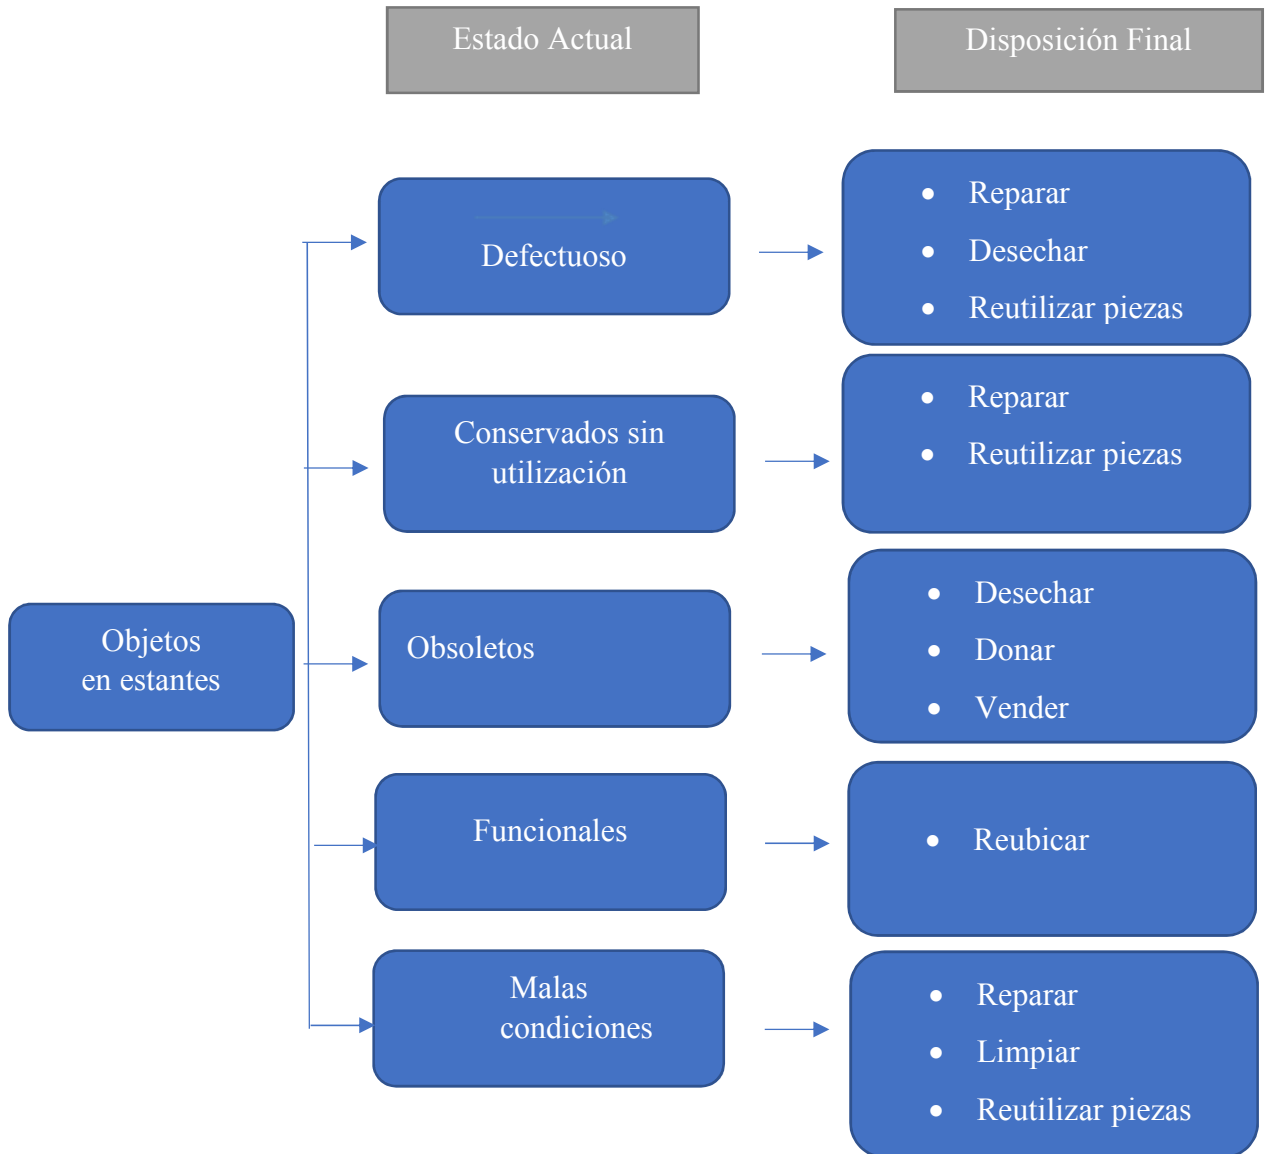 Estado Actual
Disposición Final
Defectuoso
• Reparar
• Desechar
• Reutilizar piezas
Conservados sin
utilización
• Reparar
• Reutilizar piezas
Objetos
en estantes
Obsoletos
• Desechar
• Donar
• Vender
Funcionales
• Reubicar
Malas
condiciones
• Reparar
• Limpiar
• Reutilizar piezas